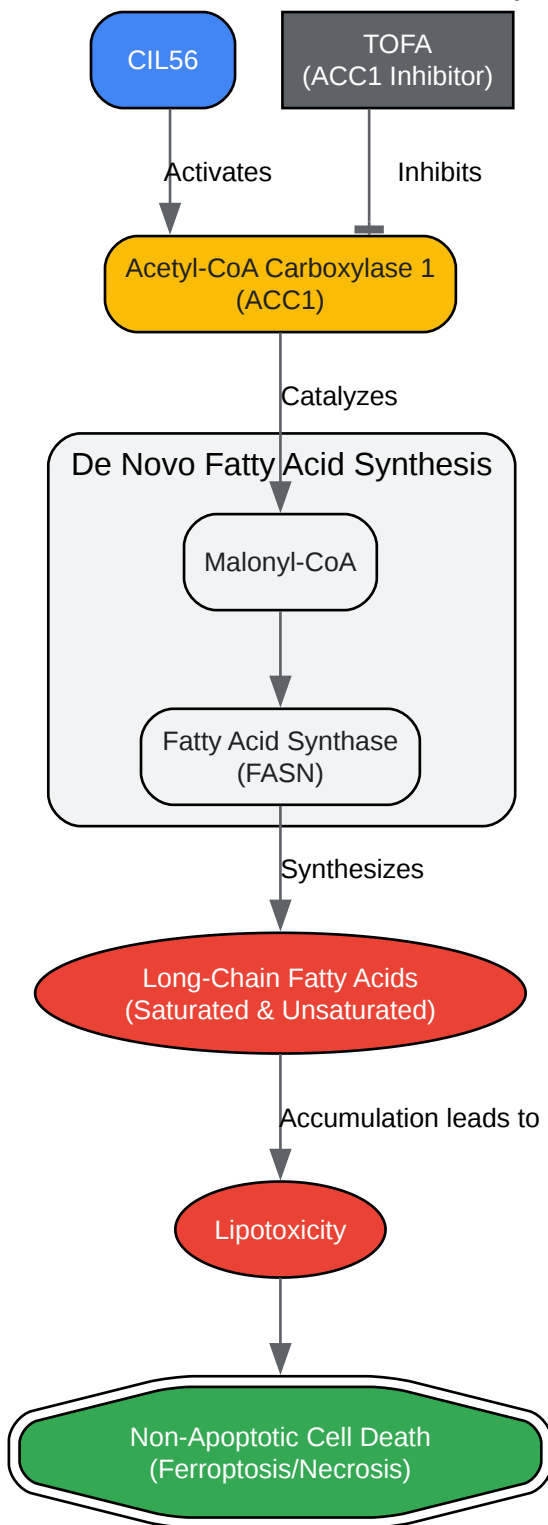 CIL56
TOFA
(ACC1 Inhibitor)
Activates
Inhibits
Acetyl-CoA Carboxylase 1
(ACC1)
Catalyzes
De Novo Fatty Acid Synthesis
Malonyl-CoA
Fatty Acid Synthase
(FASN)
Synthesizes
Long-Chain Fatty Acids
(Saturated & Unsaturated)
Accumulation leads to
Lipotoxicity
Non-Apoptotic Cell Death
(Ferroptosis/Necrosis)